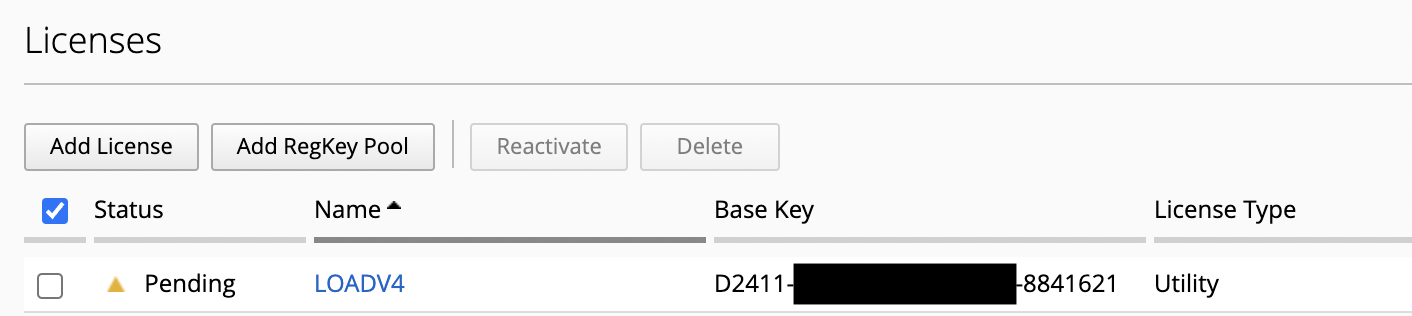 Licenses
Add License Add RegKey Pool Reactivate Delete
Status Name Base Key License Type
Pending LOADV4 D2411- -8841621 Utility